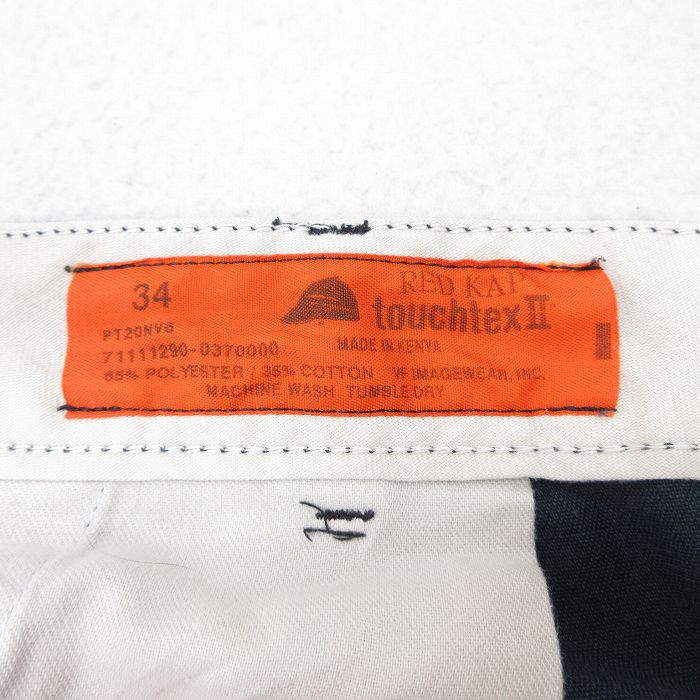 34
RED KAP
touchtex II™
PT20NV6
71111290-0370000
MADE IN KENYA
65% POLYESTER / 35% COTTON VF IMAGEWEAR, INC.
MACHINE WASH TUMBLE DRY